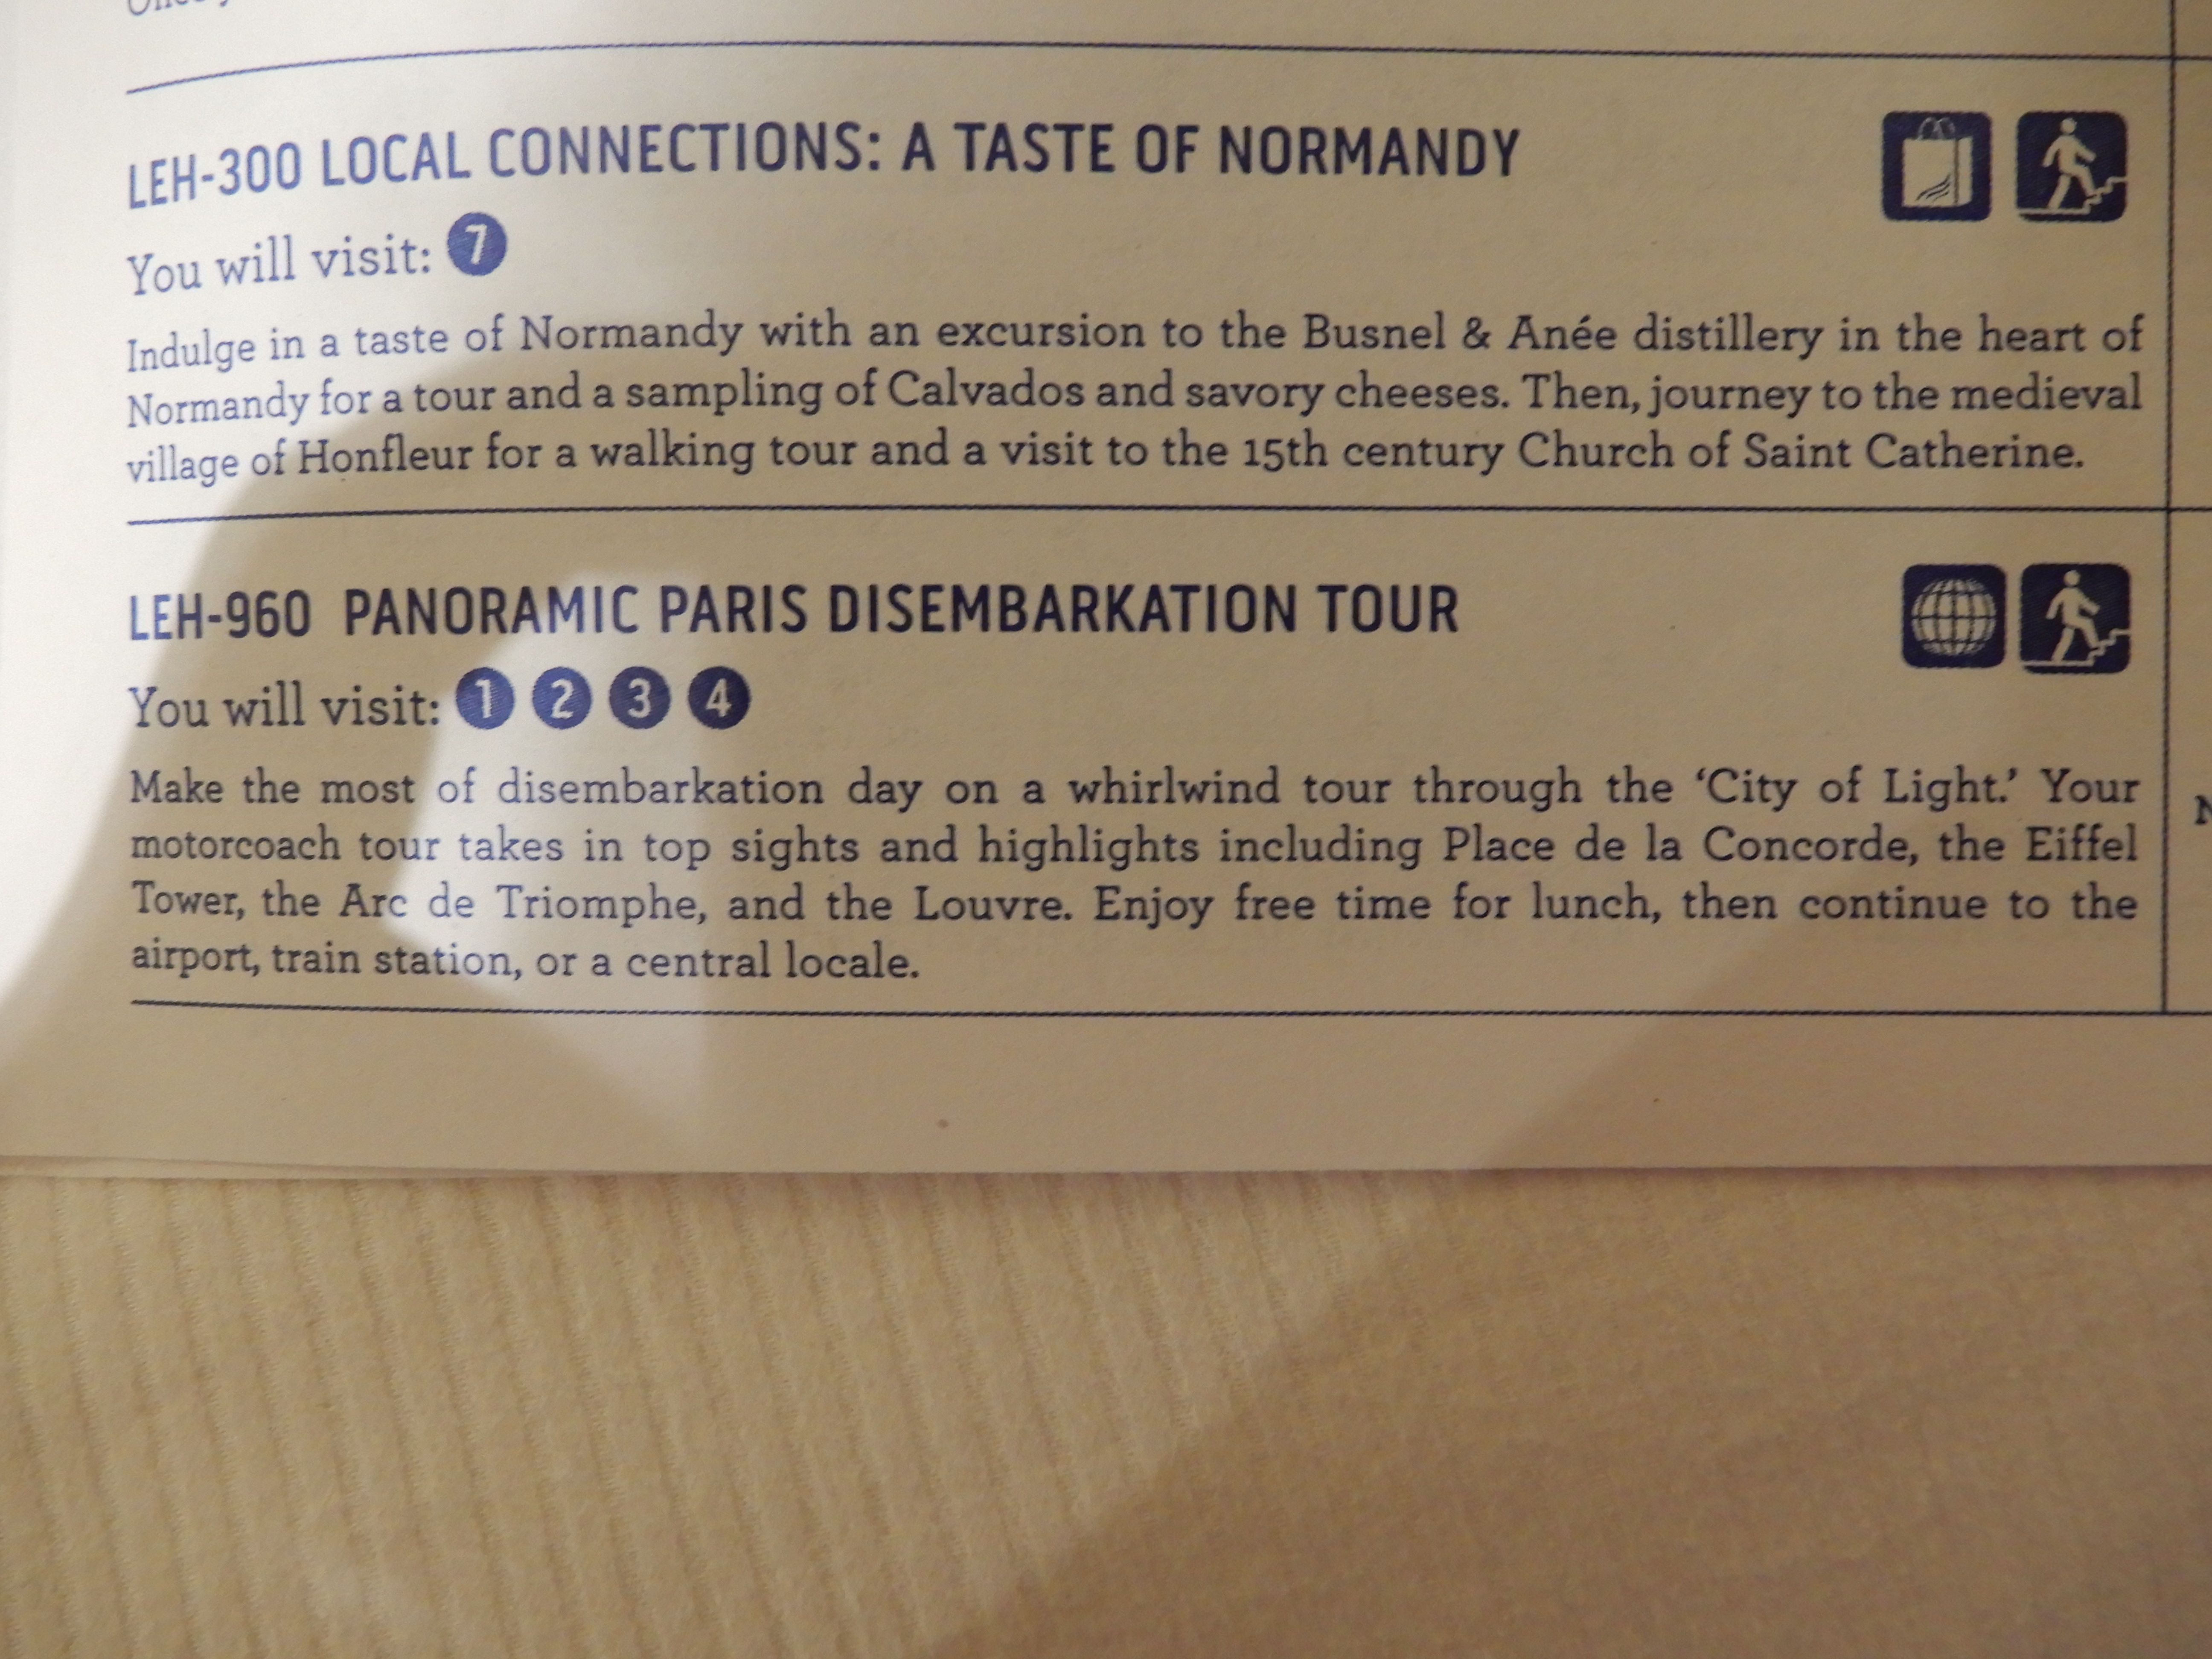 LEH-300 LOCAL CONNECTIONS: A TASTE OF NORMANDY
You will visit: 7
Indulge in a taste of Normandy with an excursion to the Busnel & Anée distillery in the heart of
Normandy for a tour and a sampling of Calvados and savory cheeses. Then, journey to the medieval
village of Honfleur for a walking tour and a visit to the 15th century Church of Saint Catherine.
LEH-960 PANORAMIC PARIS DISEMBARKATION TOUR
You will visit: 1 2 3 4
Make the most of disembarkation day on a whirlwind tour through the ‘City of Light.’ Your
motorcoach tour takes in top sights and highlights including Place de la Concorde, the Eiffel
Tower, the Arc de Triomphe, and the Louvre. Enjoy free time for lunch, then continue to the
airport, train station, or a central locale.